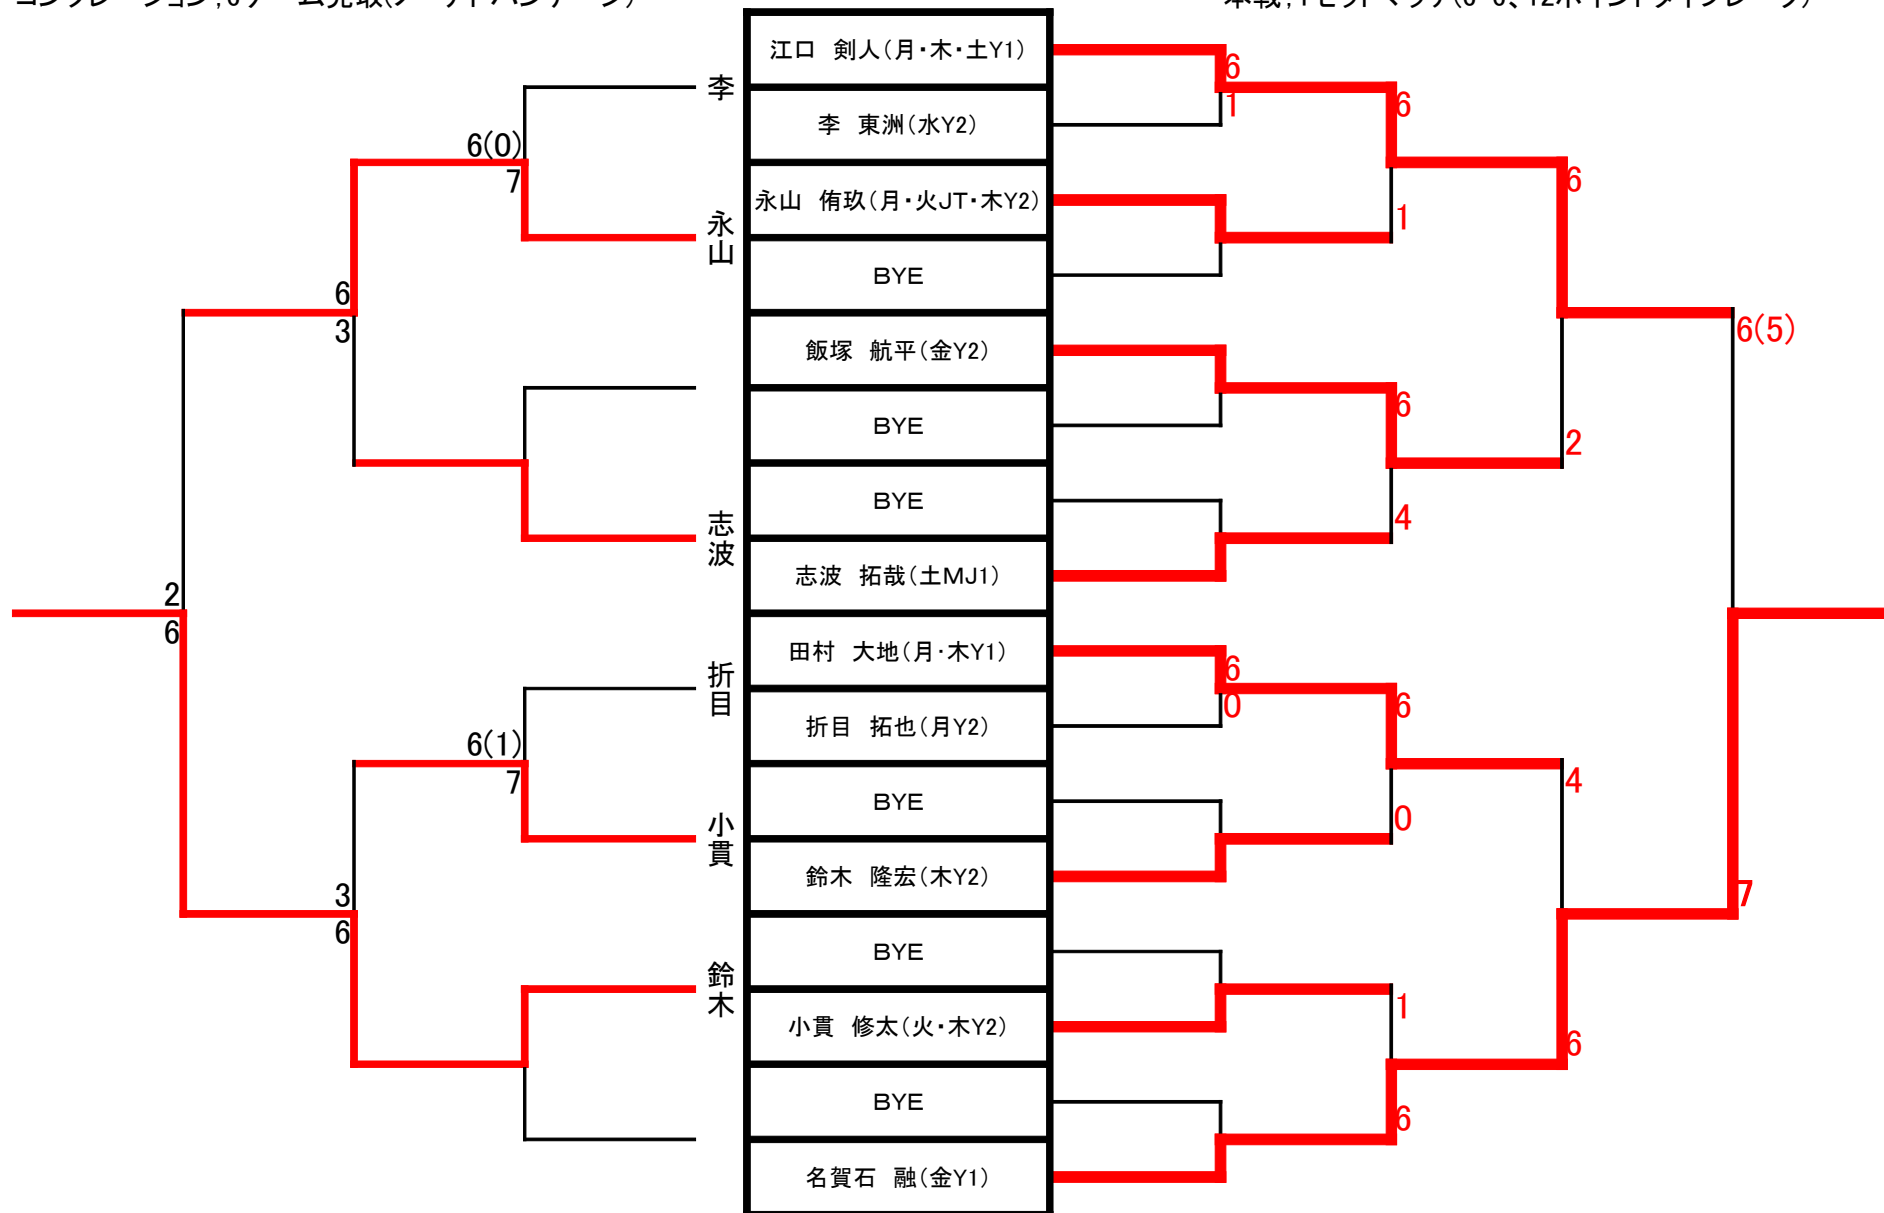 江口 剣人(月・木・土Y1)
李 東洲(水Y2)
永山 侑玖(月・火JT・木Y2)
BYE
飯塚 航平(金Y2)
BYE
BYE
志波 拓哉(土MJ1)
田村 大地(月・木Y1)
折目 拓也(月Y2)
BYE
鈴木 隆宏(木Y2)
BYE
小貫 修太(火・木Y2)
BYE
名賀石 融(金Y1)
李
永山
志波
折目
小貫
鈴木
6(0)
7
6
3
2
6
6(1)
7
3
6
6
1
6
1
6
6
4
2
6(5)
6
0
6
0
4
1
6
6
7